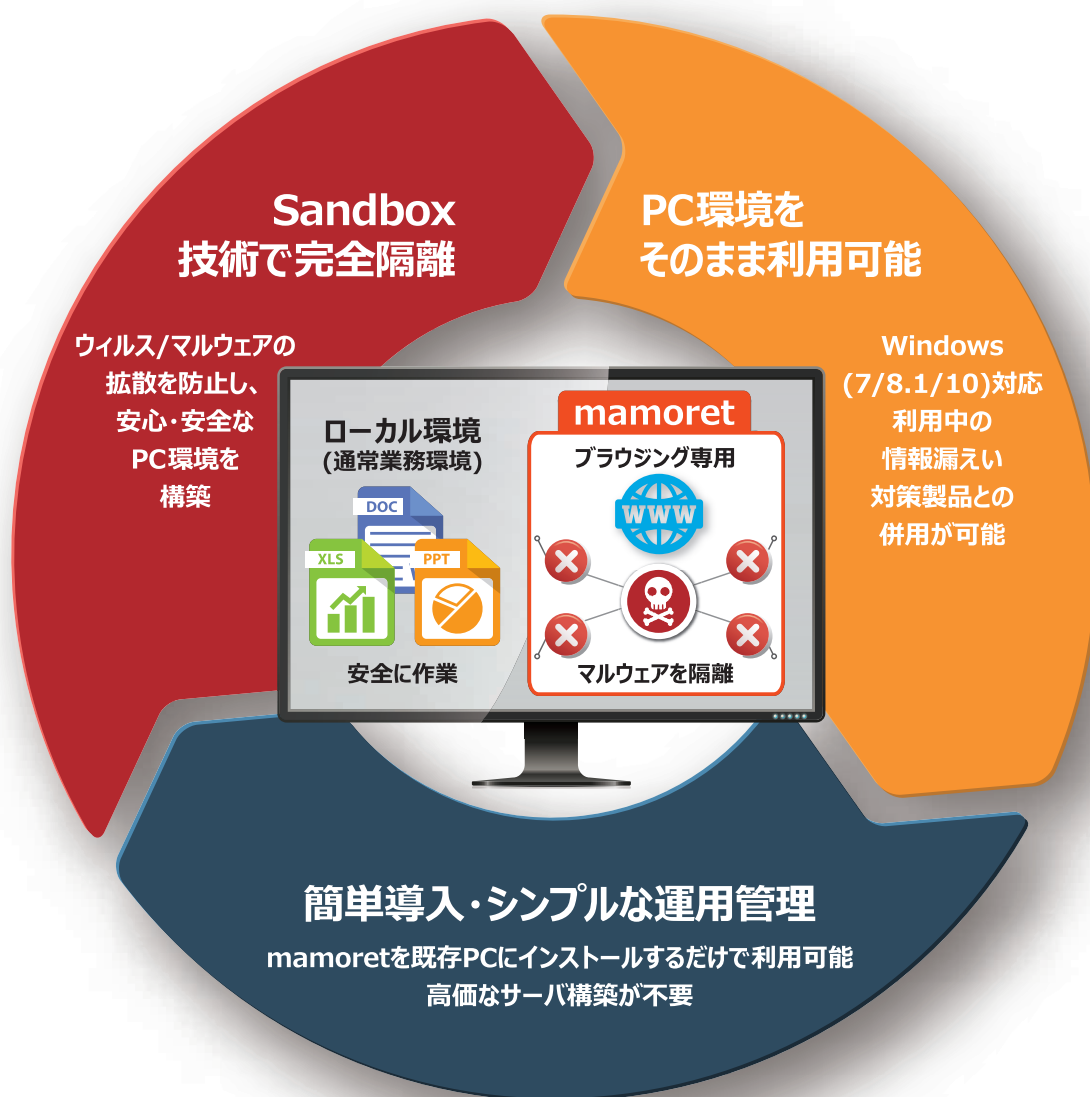 Sandbox
技術で完全隔離
ウィルス/マルウェアの
拡散を防止し、
安心・安全な
PC環境を
構築
PC環境を
そのまま利用可能
Windows
(7/8.1/10)対応
利用中の
情報漏えい
対策製品との
併用が可能
ローカル環境
(通常業務環境)
DOC
XLS
PPT
安全に作業
mamoret
ブラウジング専用
WWW
マルウェアを隔離
簡単導入・シンプルな運用管理
mamoretを既存PCにインストールするだけで利用可能
高価なサーバ構築が不要